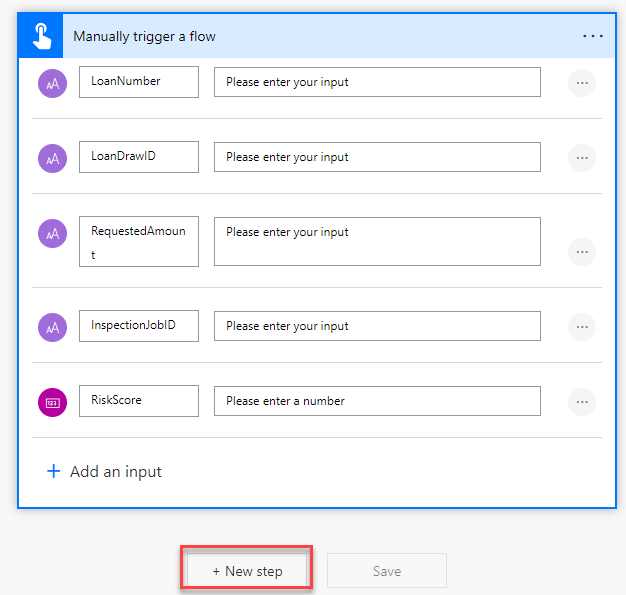 Manually trigger a flow
LoanNumber
Please enter your input
LoanDrawID
Please enter your input
RequestedAmoun
t
Please enter your input
InspectionJobID
Please enter your input
RiskScore
Please enter a number
+ Add an input
+ New step
Save